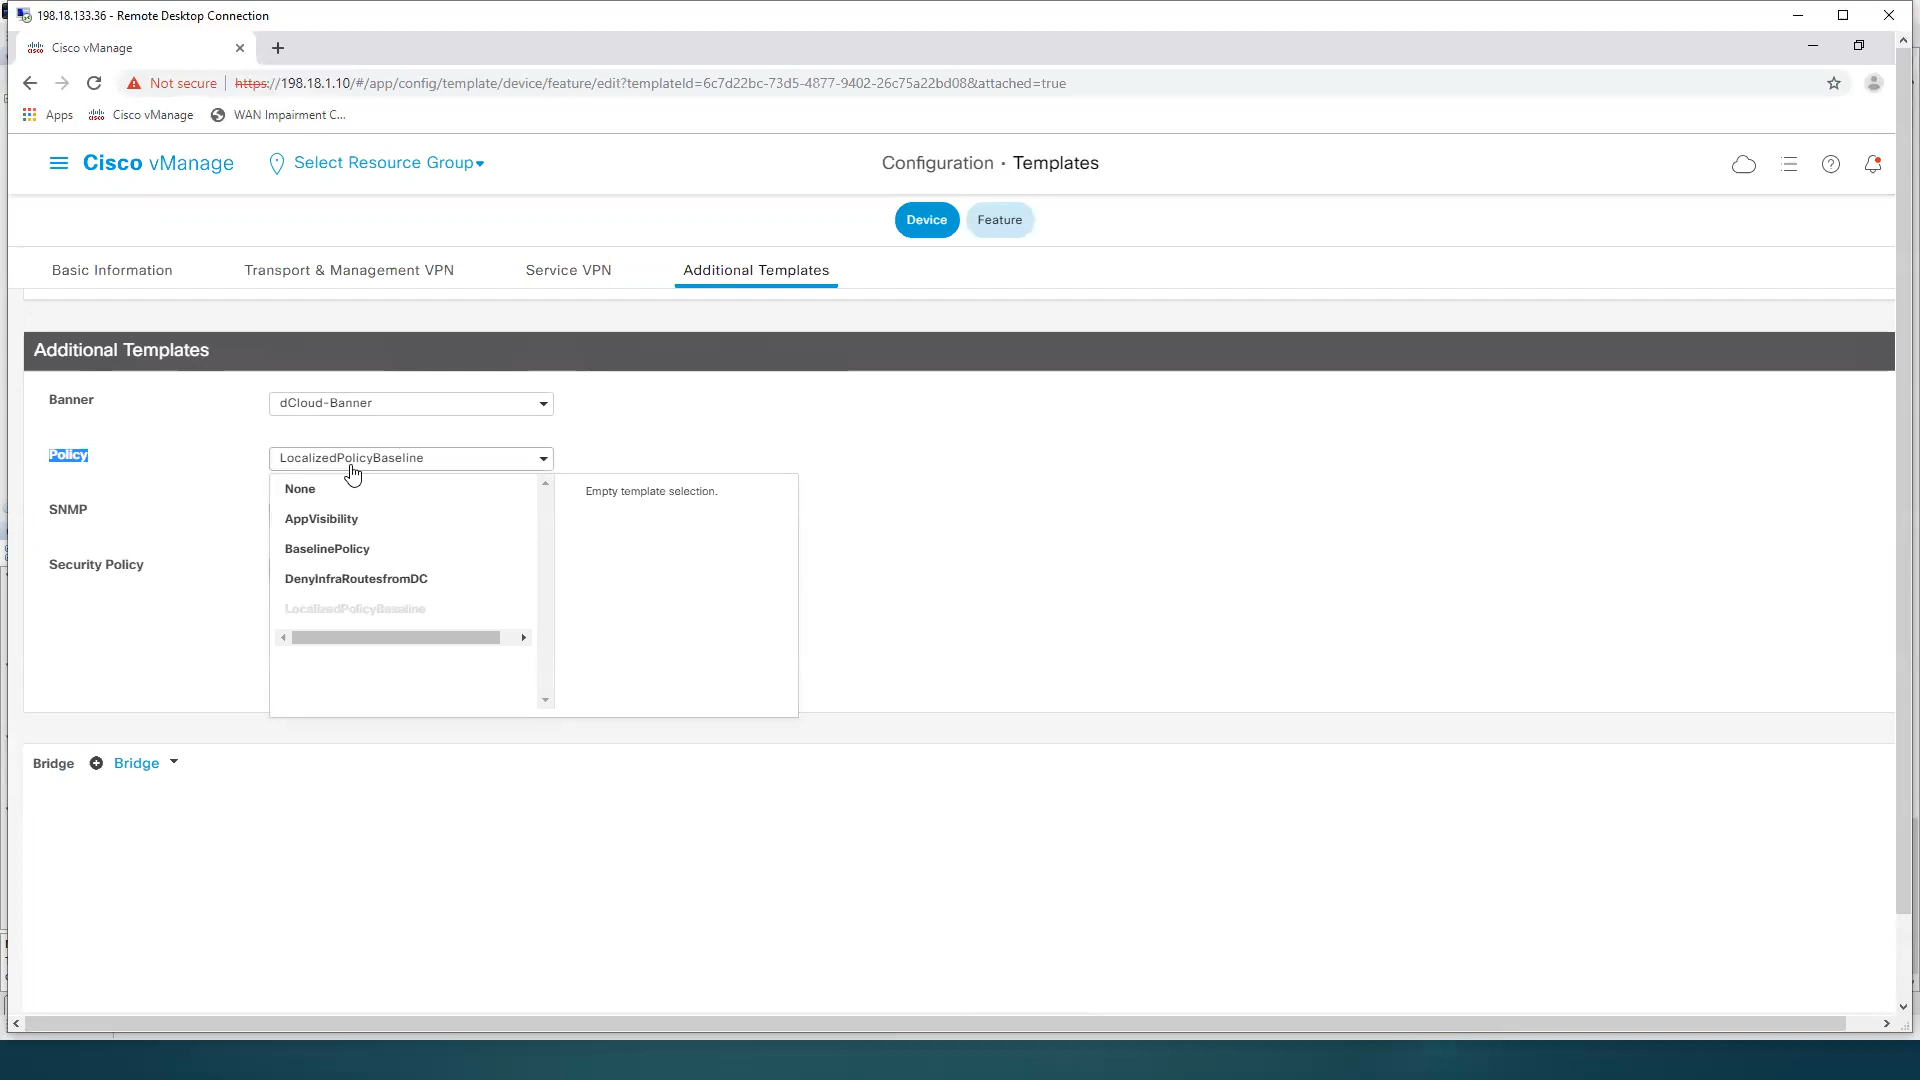 198.18.133.36 - Remote Desktop Connection
Cisco vManage
Not secure https://198.18.1.10/#/app/config/template/device/feature/edit?templateId=6c7d22bc-73d5-4877-9402-26c75a22bd08&attached=true
Apps Cisco vManage WAN Impairment C...
Cisco vManage Select Resource Group Configuration · Templates
Device Feature
Basic Information Transport & Management VPN Service VPN Additional Templates
Additional Templates
Banner dCloud-Banner
Policy LocalizedPolicyBaseline
None Empty template selection.
SNMP
AppVisibility
BaselinePolicy
Security Policy
DenyInfraRoutesfromDC
LocalizedPolicyBaseline
Bridge Bridge